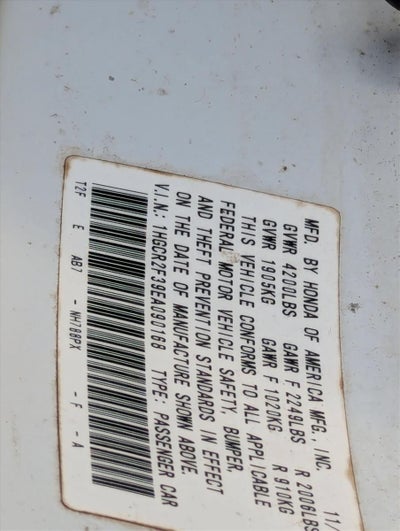 MFD. BY HONDA OF AMERICA MFG., INC. 11/
GVWR 4200LBS GAWR F 2249LBS R 2006LBS
GVWR 1905KG GAWR F 1020KG R 910KG
THIS VEHICLE CONFORMS TO ALL APPLICABLE
FEDERAL MOTOR VEHICLE SAFETY, BUMPER,
AND THEFT PREVENTION STANDARDS IN EFFECT
ON THE DATE OF MANUFACTURE SHOWN ABOVE.
V.I.N.: 1HGCR2F39EA090168 TYPE: PASSENGER CAR
T2F E AB7 - NH788PX - F - A